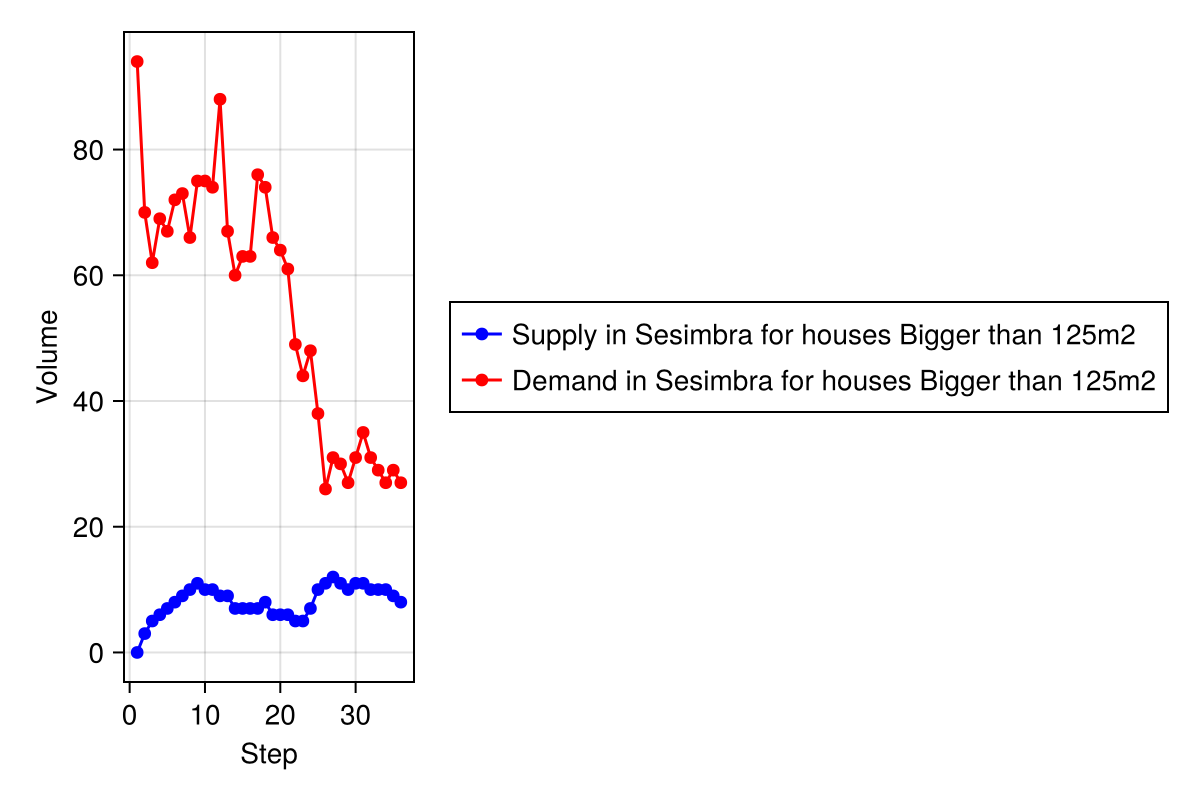 Volume
80
60
40
20
0
0 10 20 30
Step
Supply in Sesimbra for houses Bigger than 125m2
Demand in Sesimbra for houses Bigger than 125m2